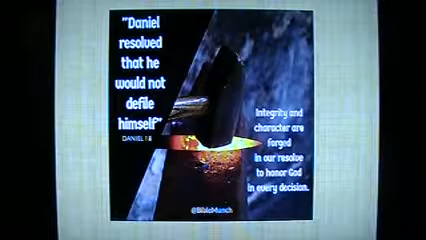 "Daniel
resolved
that he
would not
defile
himself"
DANIEL 1:8
Integrity and
character are
forged
in our resolve
to honor God
in every decision.
@BibleMunch